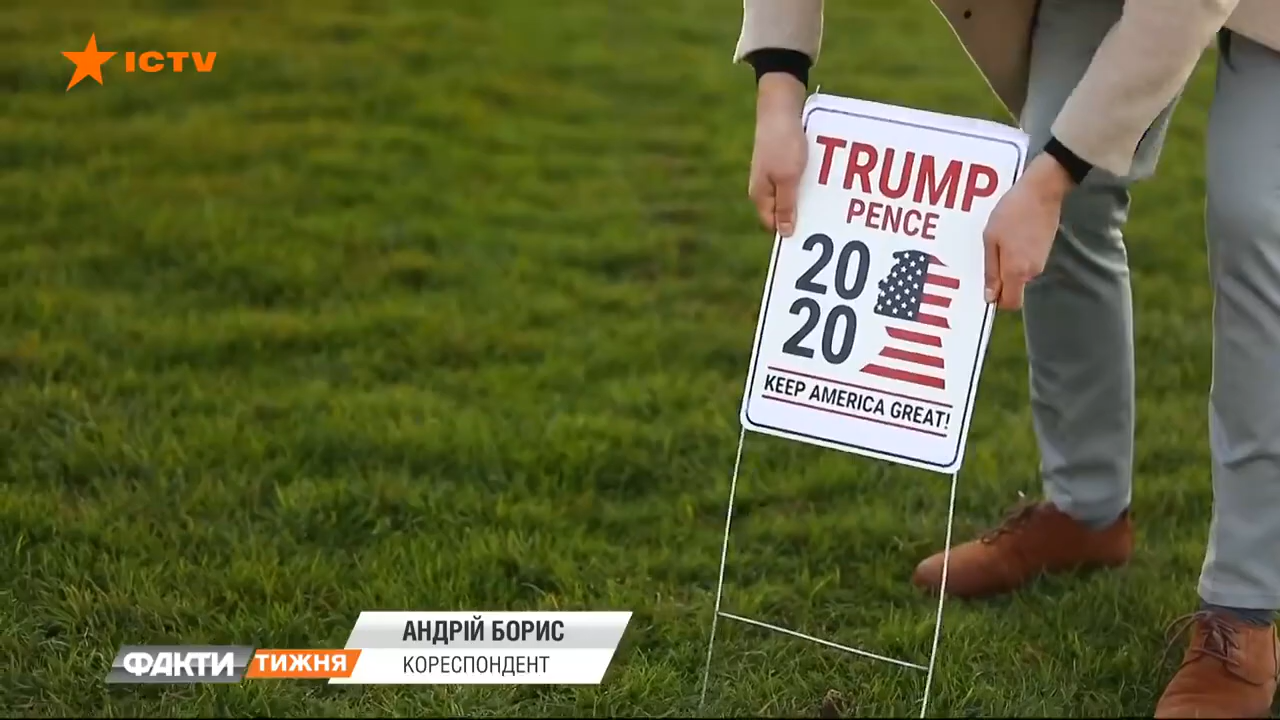 ICTV
TRUMP
PENCE
20
20
KEEP AMERICA GREAT!
АНДРІЙ БОРИС
ФАКТИ ТИЖНЯ
КОРЕСПОНДЕНТ